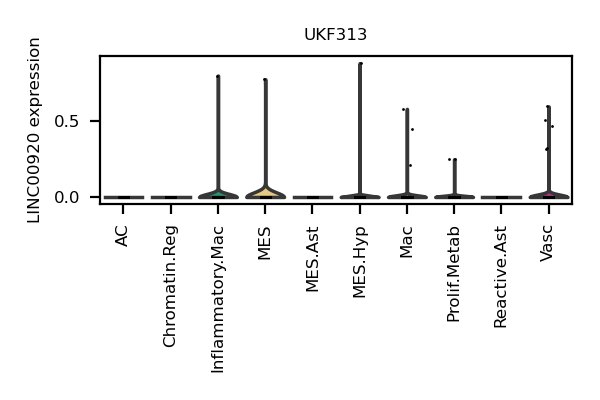 UKF313
LINC00920 expression
0.5
0.0
AC
Chromatin.Reg
Inflammatory.Mac
MES
MES.Ast
MES.Hyp
Mac
Prolif.Metab
Reactive.Ast
Vasc